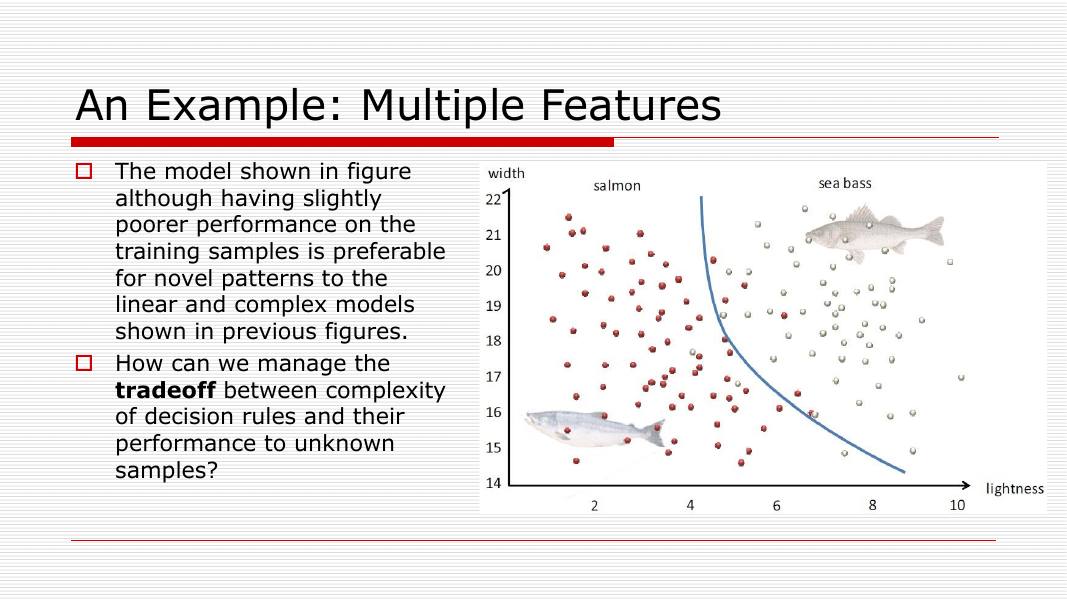 An Example: Multiple Features
The model shown in figure
although having slightly
poorer performance on the
training samples is preferable
for novel patterns to the
linear and complex models
shown in previous figures.
How can we manage the
tradeoff between complexity
of decision rules and their
performance to unknown
samples?
width
salmon
sea bass
22
21
20
19
18
17
16
15
14
lightness
2 4 6 8 10